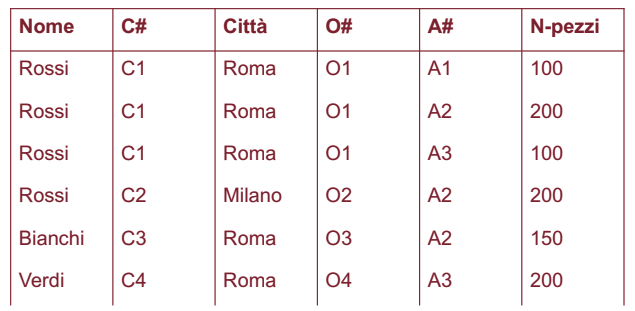 Nome C# Città O# A# N-pezzi
Rossi C1 Roma O1 A1 100
Rossi C1 Roma O1 A2 200
Rossi C1 Roma O1 A3 100
Rossi C2 Milano O2 A2 200
Bianchi C3 Roma O3 A2 150
Verdi C4 Roma O4 A3 200